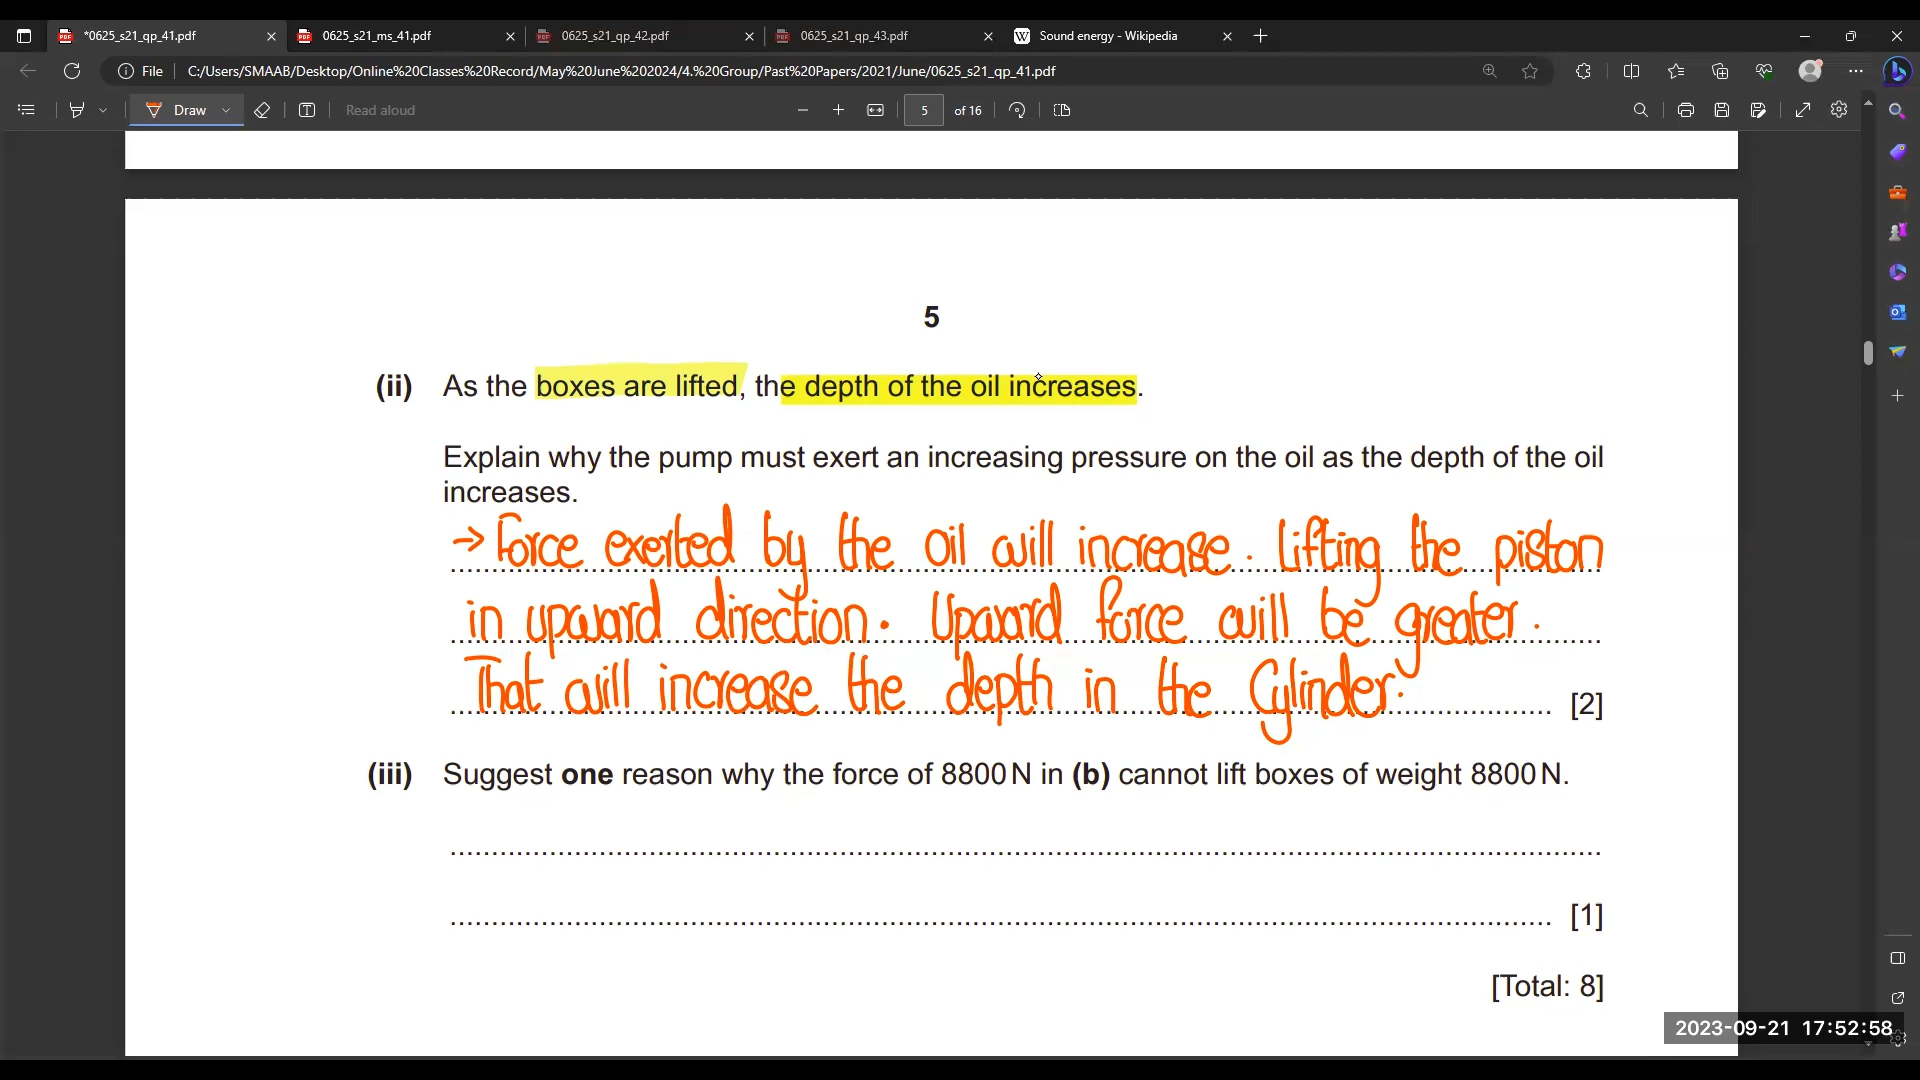 *0625_s21_qp_41.pdf
0625_s21_ms_41.pdf
0625_s21_qp_42.pdf
0625_s21_qp_43.pdf
Sound energy - Wikipedia
File
C:/Users/SMAAB/Desktop/Online%20Classes%20Record/May%20June%202024/4.%20Group/Past%20Papers/2021/June/0625_s21_qp_41.pdf
Draw
Read aloud
5 of 16
5
(ii) As the boxes are lifted, the depth of the oil increases.
Explain why the pump must exert an increasing pressure on the oil as the depth of the oil
increases.
→ Force exerted by the oil will increase. Lifting the piston
in upward direction. Upward force will be greater.
That will increase the depth in the Cylinder. [2]
(iii) Suggest one reason why the force of 8800 N in (b) cannot lift boxes of weight 8800 N.
[1]
[Total: 8]
2023-09-21 17:52:58